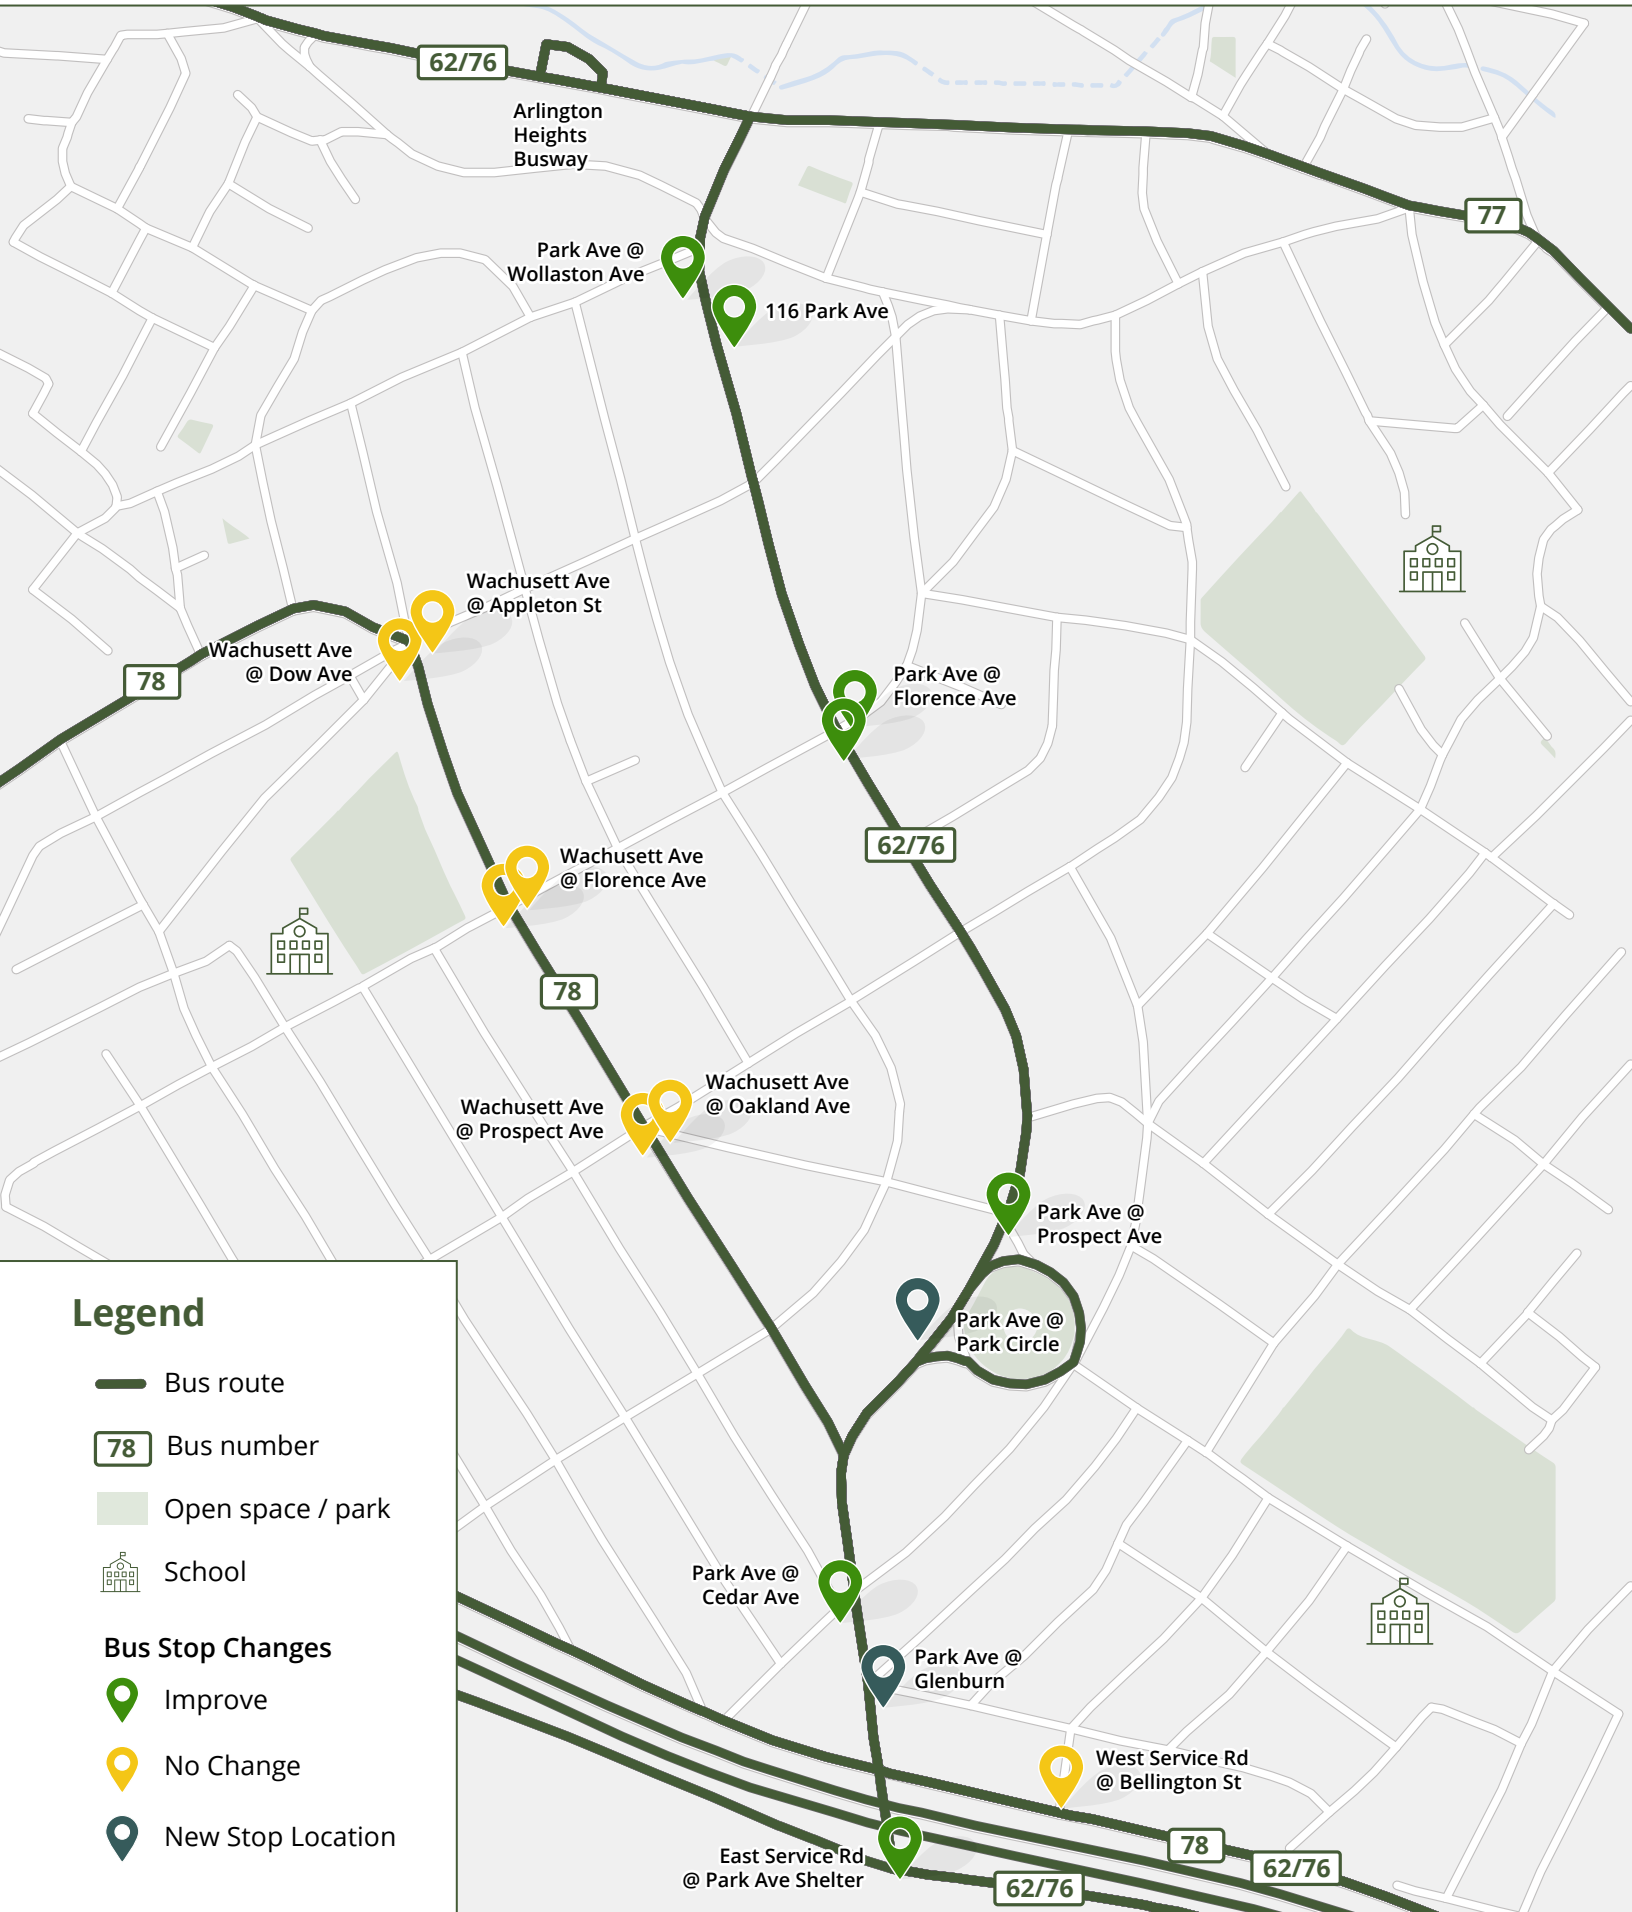 62/76
Arlington
Heights
Busway
77
Park Ave @
Wollaston Ave
116 Park Ave
Wachusett Ave
@ Appleton St
Wachusett Ave
@ Dow Ave
78
Park Ave @
Florence Ave
62/76
Wachusett Ave
@ Florence Ave
78
Wachusett Ave
@ Oakland Ave
Wachusett Ave
@ Prospect Ave
Park Ave @
Prospect Ave
Park Ave @
Park Circle
Park Ave @
Cedar Ave
Park Ave @
Glenburn
West Service Rd
@ Bellington St
78
62/76
East Service Rd
@ Park Ave Shelter
62/76
Legend
Bus route
78 Bus number
Open space / park
School
Bus Stop Changes
Improve
No Change
New Stop Location